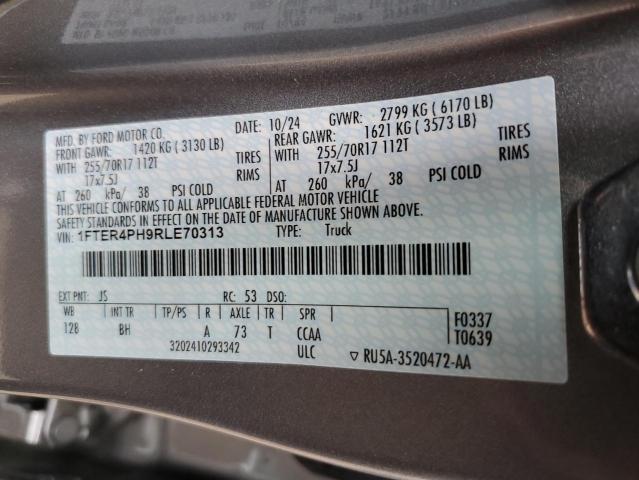 MFD. BY FORD MOTOR CO.
DATE: 10/24
GVWR: 2799 KG ( 6170 LB)
FRONT GAWR: 1420 KG ( 3130 LB)
REAR GAWR: 1621 KG ( 3573 LB)
WITH 255/70R17 112T TIRES
WITH 255/70R17 112T TIRES
17x7.5J RIMS
17x7.5J RIMS
AT 260 kPa/ 38 PSI COLD
AT 260 kPa/ 38 PSI COLD
THIS VEHICLE CONFORMS TO ALL APPLICABLE FEDERAL MOTOR VEHICLE
SAFETY STANDARDS IN EFFECT ON THE DATE OF MANUFACTURE SHOWN ABOVE.
VIN: 1FTER4PH9RLE70313
TYPE: Truck
EXT PNT: JS RC: 53 DSO:
WB INT TR TP/PS R AXLE TR SPR
128 BH A 73 T CCAA
F0337
T0639
3202410293342
ULC
▽ RU5A-3520472-AA